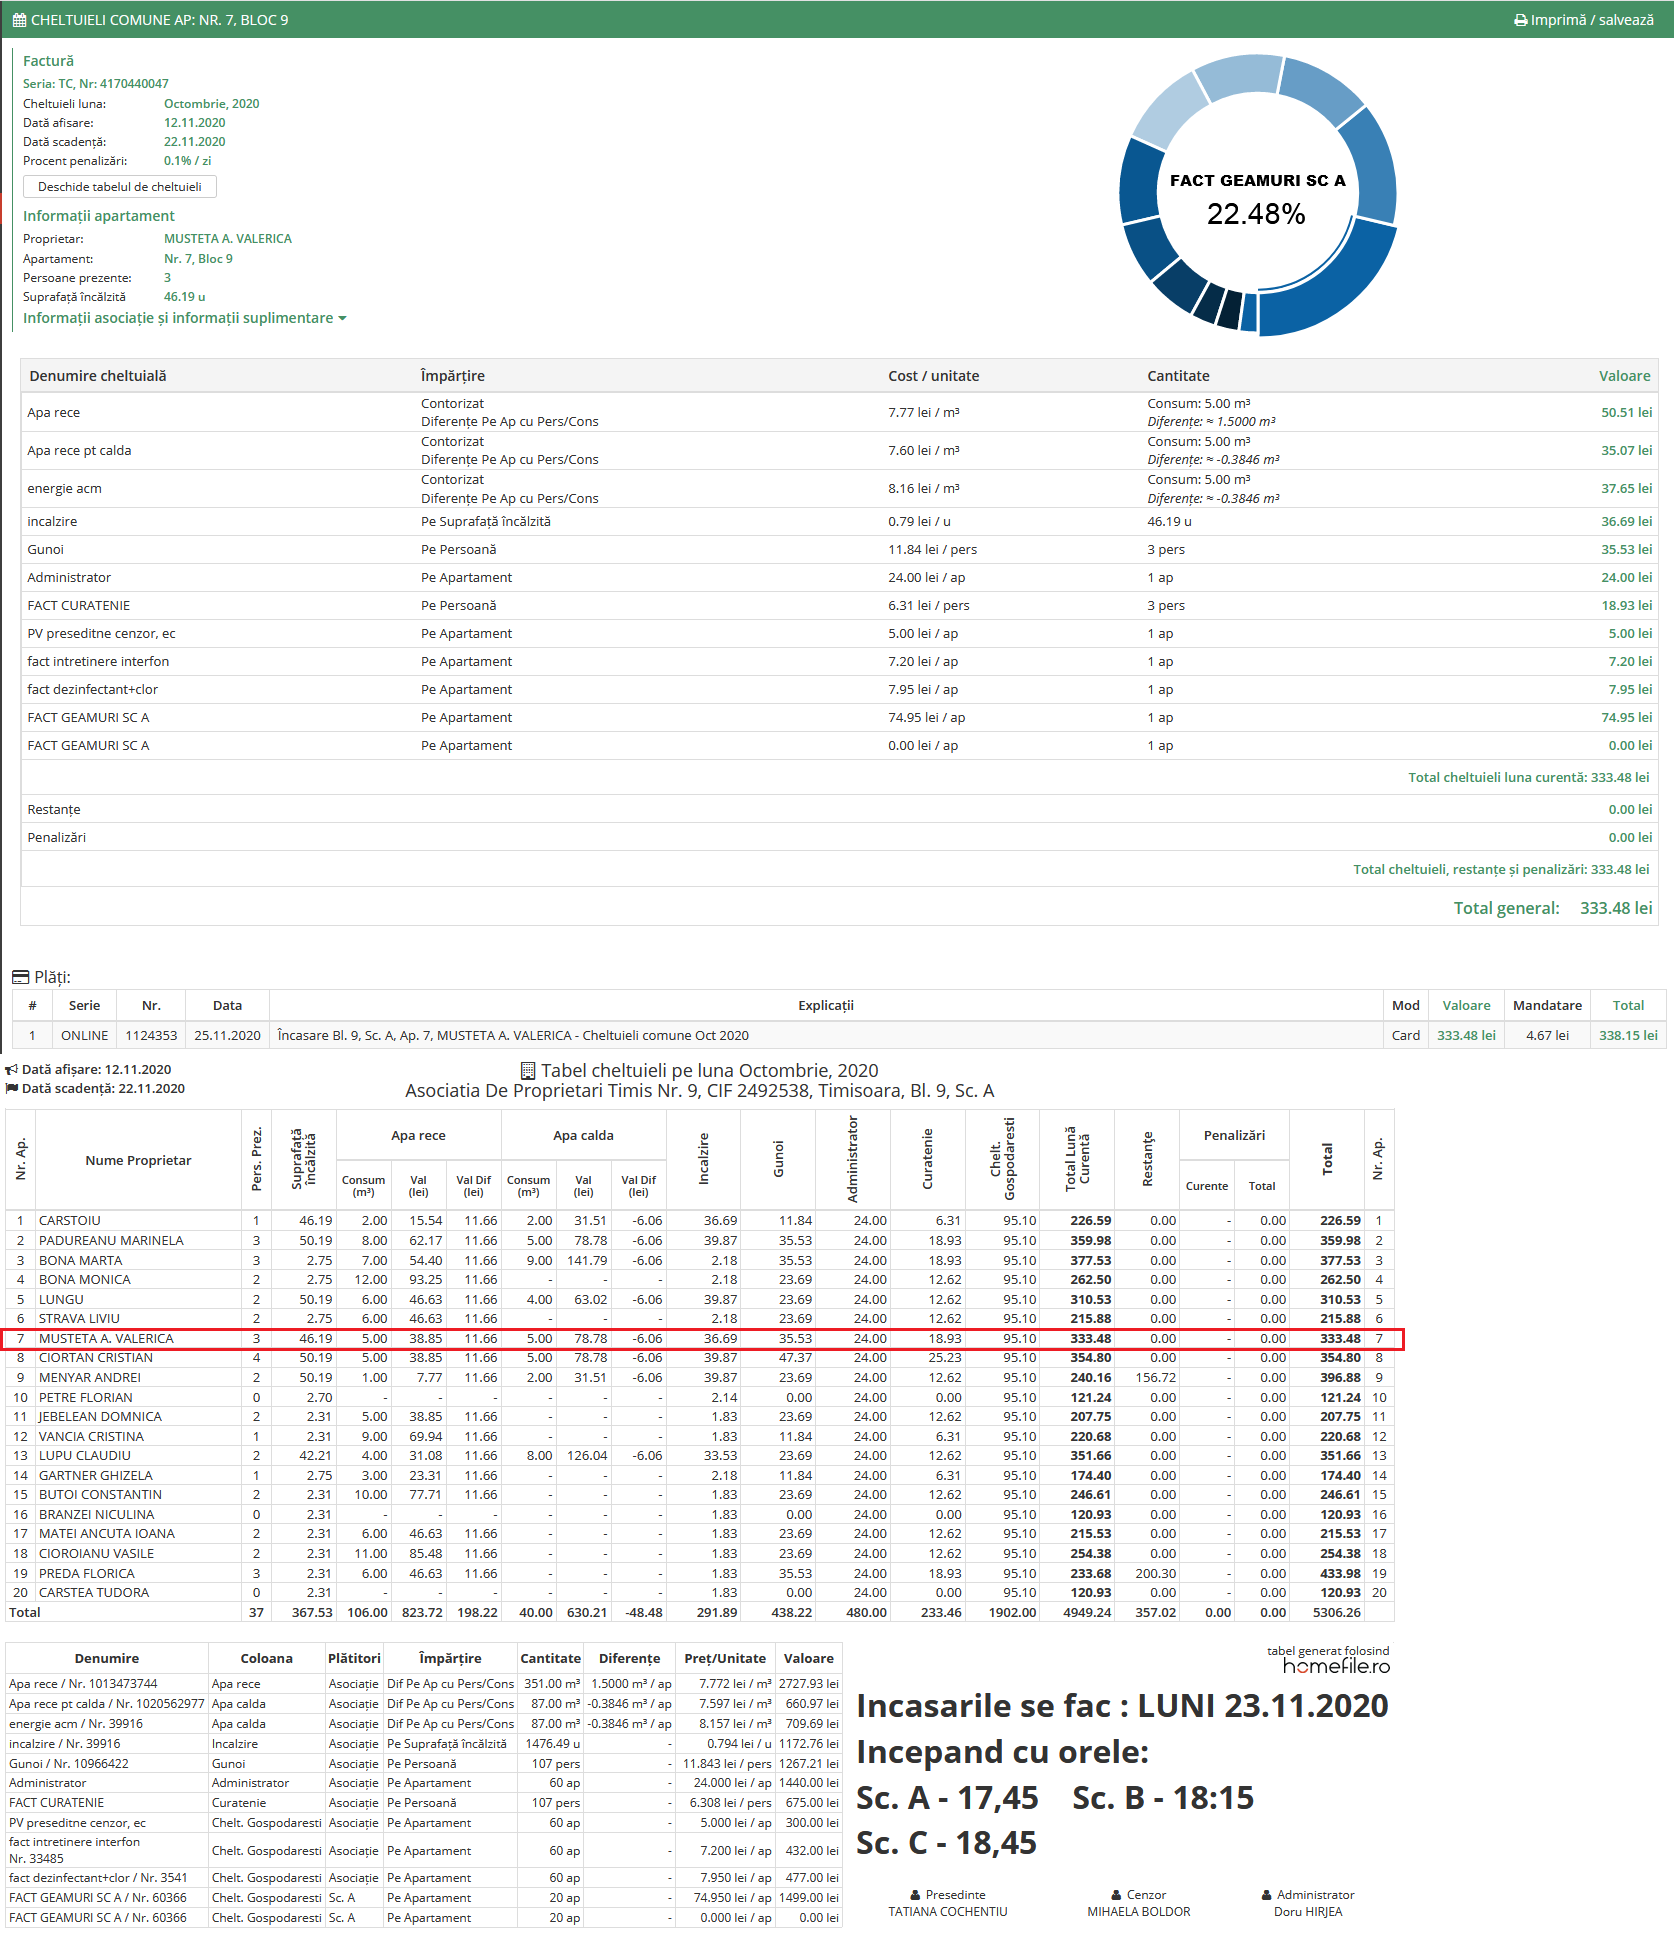 CHELTUIELI COMUNE AP: NR. 7, BLOC 9 Imprimă / salvează
Factură
Seria: TC, Nr: 4170440047
Cheltuieli luna: Octombrie, 2020
Dată afisare: 12.11.2020
Dată scadență: 22.11.2020
Procent penalizări: 0.1% / zi
Deschide tabelul de cheltuieli
Informații apartament
Proprietar: MUSTETA A. VALERICA
Apartament: Nr. 7, Bloc 9
Persoane prezente: 3
Suprafață încălzită 46.19 u
Informații asociație și informații suplimentare
FACT GEAMURI SC A
22.48%
Denumire cheltuială Împărțire Cost / unitate Cantitate Valoare
Apa rece Contorizat 7.77 lei / m³ Consum: 5.00 m³ 50.51 lei
Diferențe Pe Ap cu Pers/Cons Diferențe: ≈ 1.5000 m³
Apa rece pt calda Contorizat 7.60 lei / m³ Consum: 5.00 m³ 35.07 lei
Diferențe Pe Ap cu Pers/Cons Diferențe: ≈ -0.3846 m³
energie acm Contorizat 8.16 lei / m³ Consum: 5.00 m³ 37.65 lei
Diferențe Pe Ap cu Pers/Cons Diferențe: ≈ -0.3846 m³
incalzire Pe Suprafață încălzită 0.79 lei / u 46.19 u 36.69 lei
Gunoi Pe Persoană 11.84 lei / pers 3 pers 35.53 lei
Administrator Pe Apartament 24.00 lei / ap 1 ap 24.00 lei
FACT CURATENIE Pe Persoană 6.31 lei / pers 3 pers 18.93 lei
PV preseditne cenzor, ec Pe Apartament 5.00 lei / ap 1 ap 5.00 lei
fact intretinere interfon Pe Apartament 7.20 lei / ap 1 ap 7.20 lei
fact dezinfectant+clor Pe Apartament 7.95 lei / ap 1 ap 7.95 lei
FACT GEAMURI SC A Pe Apartament 74.95 lei / ap 1 ap 74.95 lei
FACT GEAMURI SC A Pe Apartament 0.00 lei / ap 1 ap 0.00 lei
Total cheltuieli luna curentă: 333.48 lei
Restanțe 0.00 lei
Penalizări 0.00 lei
Total cheltuieli, restanțe și penalizări: 333.48 lei
Total general: 333.48 lei
Plăți:
# Serie Nr. Data Explicații Mod Valoare Mandatare Total
1 ONLINE 1124353 25.11.2020 Încasare Bl. 9, Sc. A, Ap. 7, MUSTETA A. VALERICA - Cheltuieli comune Oct 2020 Card 333.48 lei 4.67 lei 338.15 lei
Dată afișare: 12.11.2020
Dată scadență: 22.11.2020
Tabel cheltuieli pe luna Octombrie, 2020
Asociatia De Proprietari Timis Nr. 9, CIF 2492538, Timisoara, Bl. 9, Sc. A
Nr. Ap. Nume Proprietar Pers. Prez. Suprafață încălzită Apa rece Apa calda Incalzire Gunoi Administrator Curatenie Chelt. Gospodaresti Total Lună Curentă Restanțe Penalizări Total Nr. Ap.
Consum (m³) Val (lei) Val Dif (lei) Consum (m³) Val (lei) Val Dif (lei) Curente Total
1 CARSTOIU 1 46.19 2.00 15.54 11.66 2.00 31.51 -6.06 36.69 11.84 24.00 6.31 95.10 226.59 0.00 - 0.00 226.59 1
2 PADUREANU MARINELA 3 50.19 8.00 62.17 11.66 5.00 78.78 -6.06 39.87 35.53 24.00 18.93 95.10 359.98 0.00 - 0.00 359.98 2
3 BONA MARTA 3 2.75 7.00 54.40 11.66 9.00 141.79 -6.06 2.18 35.53 24.00 18.93 95.10 377.53 0.00 - 0.00 377.53 3
4 BONA MONICA 2 2.75 12.00 93.25 11.66 - - - 2.18 23.69 24.00 12.62 95.10 262.50 0.00 - 0.00 262.50 4
5 LUNGU 2 50.19 6.00 46.63 11.66 4.00 63.02 -6.06 39.87 23.69 24.00 12.62 95.10 310.53 0.00 - 0.00 310.53 5
6 STRAVA LIVIU 2 2.75 6.00 46.63 11.66 - - - 2.18 23.69 24.00 12.62 95.10 215.88 0.00 - 0.00 215.88 6
7 MUSTETA A. VALERICA 3 46.19 5.00 38.85 11.66 5.00 78.78 -6.06 36.69 35.53 24.00 18.93 95.10 333.48 0.00 - 0.00 333.48 7
8 CIORTAN CRISTIAN 4 50.19 5.00 38.85 11.66 5.00 78.78 -6.06 39.87 47.37 24.00 25.23 95.10 354.80 0.00 - 0.00 354.80 8
9 MENYAR ANDREI 2 50.19 1.00 7.77 11.66 2.00 31.51 -6.06 39.87 23.69 24.00 12.62 95.10 240.16 156.72 - 0.00 396.88 9
10 PETRE FLORIAN 0 2.70 - - - - - - 2.14 0.00 24.00 0.00 95.10 121.24 0.00 - 0.00 121.24 10
11 JEBELEAN DOMNICA 2 2.31 5.00 38.85 11.66 - - - 1.83 23.69 24.00 12.62 95.10 207.75 0.00 - 0.00 207.75 11
12 VANCIA CRISTINA 1 2.31 9.00 69.94 11.66 - - - 1.83 11.84 24.00 6.31 95.10 220.68 0.00 - 0.00 220.68 12
13 LUPU CLAUDIU 2 42.21 4.00 31.08 11.66 8.00 126.04 -6.06 33.53 23.69 24.00 12.62 95.10 351.66 0.00 - 0.00 351.66 13
14 GARTNER GHIZELA 1 2.75 3.00 23.31 11.66 - - - 2.18 11.84 24.00 6.31 95.10 174.40 0.00 - 0.00 174.40 14
15 BUTOI CONSTANTIN 2 2.31 10.00 77.71 11.66 - - - 1.83 23.69 24.00 12.62 95.10 246.61 0.00 - 0.00 246.61 15
16 BRANZEI NICULINA 0 2.31 - - - - - - 1.83 0.00 24.00 0.00 95.10 120.93 0.00 - 0.00 120.93 16
17 MATEI ANCUTA IOANA 2 2.31 6.00 46.63 11.66 - - - 1.83 23.69 24.00 12.62 95.10 215.53 0.00 - 0.00 215.53 17
18 CIOROIANU VASILE 2 2.31 11.00 85.48 11.66 - - - 1.83 23.69 24.00 12.62 95.10 254.38 0.00 - 0.00 254.38 18
19 PREDA FLORICA 3 2.31 6.00 46.63 11.66 - - - 1.83 35.53 24.00 18.93 95.10 233.68 200.30 - 0.00 433.98 19
20 CARSTEA TUDORA 0 2.31 - - - - - - 1.83 0.00 24.00 0.00 95.10 120.93 0.00 - 0.00 120.93 20
Total 37 367.53 106.00 823.72 198.22 40.00 630.21 -48.48 291.89 438.22 480.00 233.46 1902.00 4949.24 357.02 0.00 0.00 5306.26
Denumire Coloana Plătitori Împărțire Cantitate Diferențe Preț/Unitate Valoare
Apa rece / Nr. 1013473744 Apa rece Asociație Dif Pe Ap cu Pers/Cons 351.00 m³ 1.5000 m³ / ap 7.772 lei / m³ 2727.93 lei
Apa rece pt calda / Nr. 1020562977 Apa calda Asociație Dif Pe Ap cu Pers/Cons 87.00 m³ -0.3846 m³ / ap 7.597 lei / m³ 660.97 lei
energie acm / Nr. 39916 Apa calda Asociație Dif Pe Ap cu Pers/Cons 87.00 m³ -0.3846 m³ / ap 8.157 lei / m³ 709.69 lei
incalzire / Nr. 39916 Incalzire Asociație Pe Suprafață încălzită 1476.49 u - 0.794 lei / u 1172.76 lei
Gunoi / Nr. 10966422 Gunoi Asociație Pe Persoană 107 pers - 11.843 lei / pers 1267.21 lei
Administrator Administrator Asociație Pe Apartament 60 ap - 24.000 lei / ap 1440.00 lei
FACT CURATENIE Curatenie Asociație Pe Persoană 107 pers - 6.308 lei / pers 675.00 lei
PV preseditne cenzor, ec Chelt. Gospodaresti Asociație Pe Apartament 60 ap - 5.000 lei / ap 300.00 lei
fact intretinere interfon
Nr. 33485 Chelt. Gospodaresti Asociație Pe Apartament 60 ap - 7.200 lei / ap 432.00 lei
fact dezinfectant+clor / Nr. 3541 Chelt. Gospodaresti Asociație Pe Apartament 60 ap - 7.950 lei / ap 477.00 lei
FACT GEAMURI SC A / Nr. 60366 Chelt. Gospodaresti Sc. A Pe Apartament 20 ap - 74.950 lei / ap 1499.00 lei
FACT GEAMURI SC A / Nr. 60366 Chelt. Gospodaresti Sc. A Pe Apartament 20 ap - 0.000 lei / ap 0.00 lei
tabel generat folosind
homefile.ro
Incasarile se fac : LUNI 23.11.2020
Incepand cu orele:
Sc. A - 17,45 Sc. B - 18:15
Sc. C - 18,45
Presedinte Cenzor Administrator
TATIANA COCHENTIU MIHAELA BOLDOR Doru HIRJEA